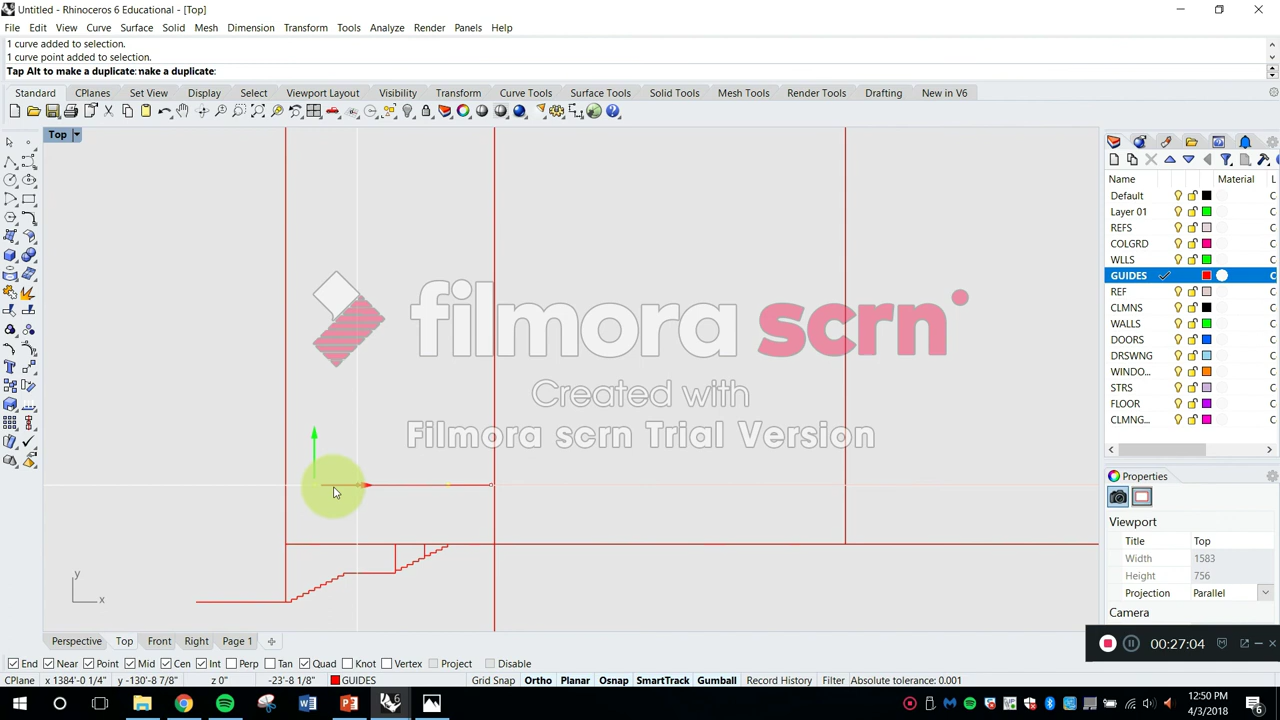 Untitled - Rhinoceros 6 Educational - [Top]
File Edit View Curve Surface Solid Mesh Dimension Transform Tools Analyze Render Panels Help
1 curve added to selection.
1 curve point added to selection.
Tap Alt to make a duplicate:
Standard CPlanes Set View Display Select Viewport Layout Visibility Transform Curve Tools Surface Tools Solid Tools Mesh Tools Render Tools Drafting New in V6
Top
Name Material L
Default C
Layer 01 C
REFS C
COLGRD C
WLLS C
GUIDES C
REF C
CLMNS C
WALLS C
DOORS C
DRSWNG C
WINDO... C
STRS C
FLOOR C
CLMNG... C
filmora scrn
Created with
Filmora scrn Trial Version
Properties
Viewport
Title Top
Width 1583
Height 756
Projection Parallel
Camera
y
x
00:27:04
Perspective Top Front Right Page 1
End Near Point Mid Cen Int Perp Tan Quad Knot Vertex Project Disable
CPlane x 1384'-0 1/4" y -130'-8 7/8" z 0" -23'-8 1/8" GUIDES Grid Snap Ortho Planar Osnap SmartTrack Gumball Record History Filter Absolute tolerance: 0.001
12:50 PM
4/3/2018
6